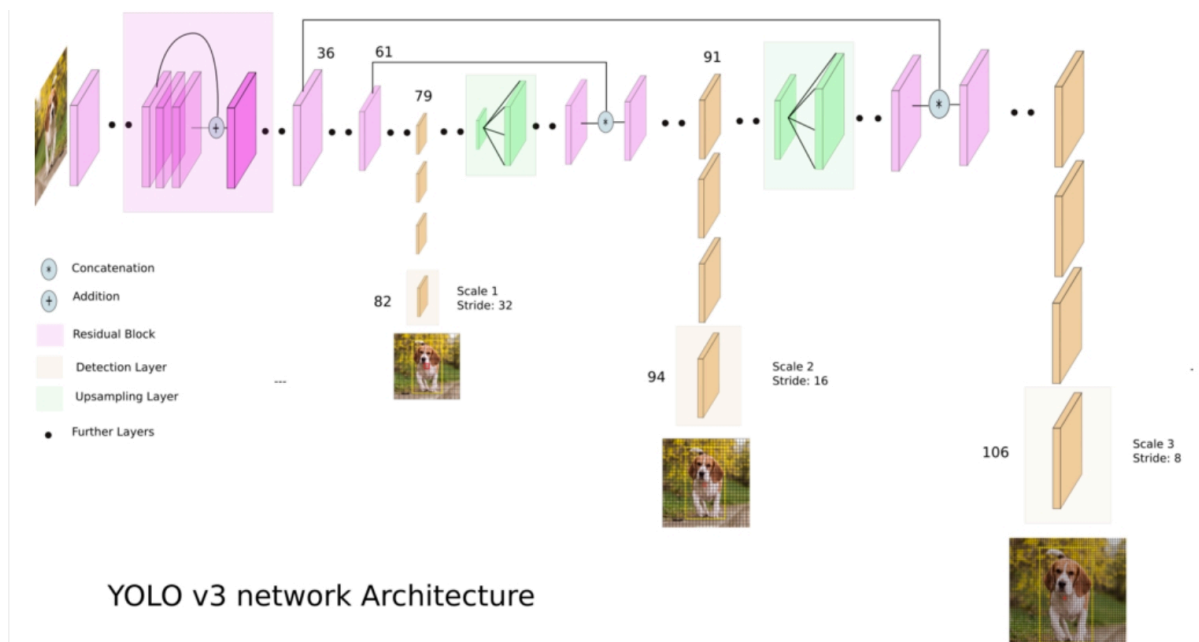 36
61
91
79
*
*
+
Concatenation
*
Addition
+
Residual Block
Detection Layer
Upsampling Layer
Further Layers
---
82
Scale 1
Stride: 32
94
Scale 2
Stride: 16
106
Scale 3
Stride: 8
YOLO v3 network Architecture